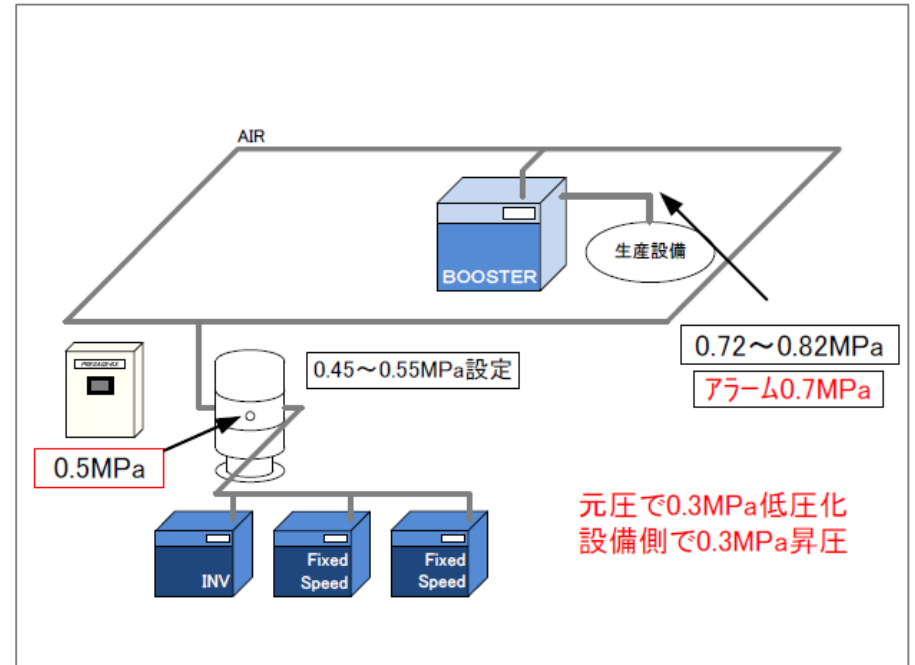 AIR
BOOSTER
生産設備
0.72～0.82MPa
アラーム0.7MPa
0.45～0.55MPa設定
0.5MPa
元圧で0.3MPa低圧化
設備側で0.3MPa昇圧
INV
Fixed
Speed
Fixed
Speed